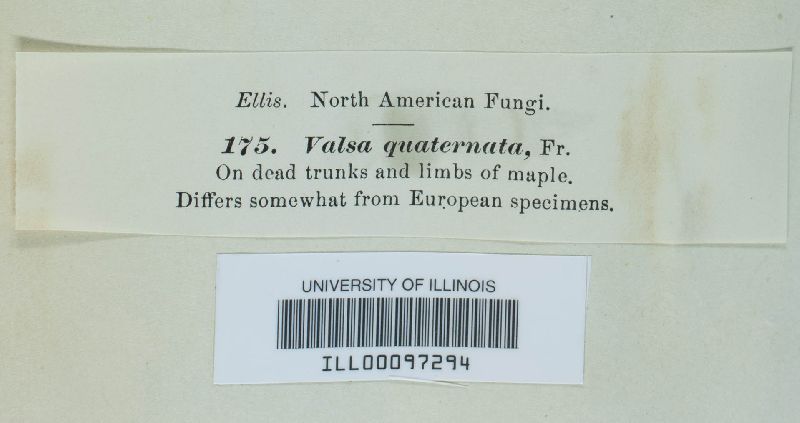 Ellis. North American Fungi.
175. Valsa quaternata, Fr.
On dead trunks and limbs of maple.
Differs somewhat from European specimens.
UNIVERSITY OF ILLINOIS
ILL00097294